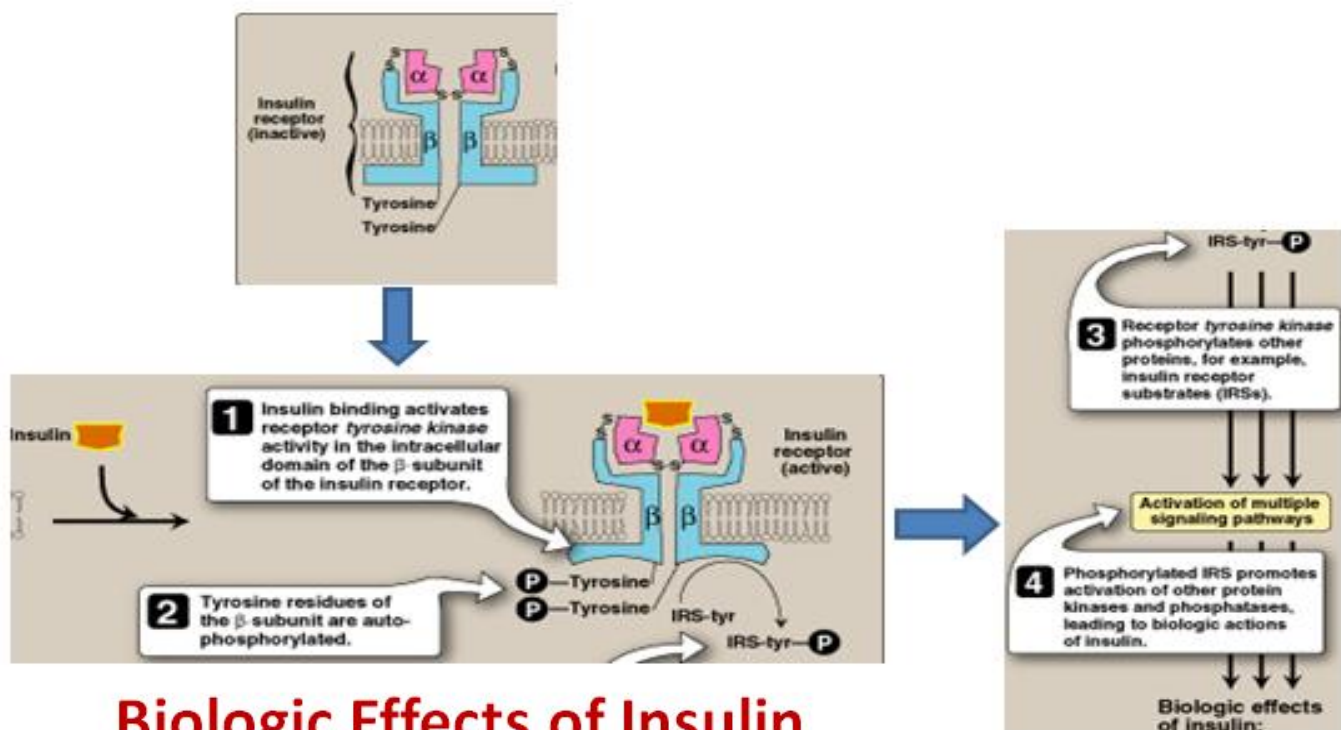 Insulin
receptor
(inactive)
S
S
α
α
S
S
S-S
β
β
Tyrosine
Tyrosine
Insulin
1 Insulin binding activates
receptor tyrosine kinase
activity in the intracellular
domain of the β-subunit
of the insulin receptor.
S
S
α
α
S
S
S-S
β
β
Insulin
receptor
(active)
P—Tyrosine
P—Tyrosine
IRS-tyr
IRS-tyr—P
2 Tyrosine residues of
the β-subunit are auto-
phosphorylated.
IRS-tyr—P
3 Receptor tyrosine kinase
phosphorylates other
proteins, for example,
insulin receptor
substrates (IRSs).
Activation of multiple
signaling pathways
4 Phosphorylated IRS promotes
activation of other protein
kinases and phosphatases,
leading to biologic actions
of insulin.
Biologic effects
of insulin:
Biologic Effects of Insulin